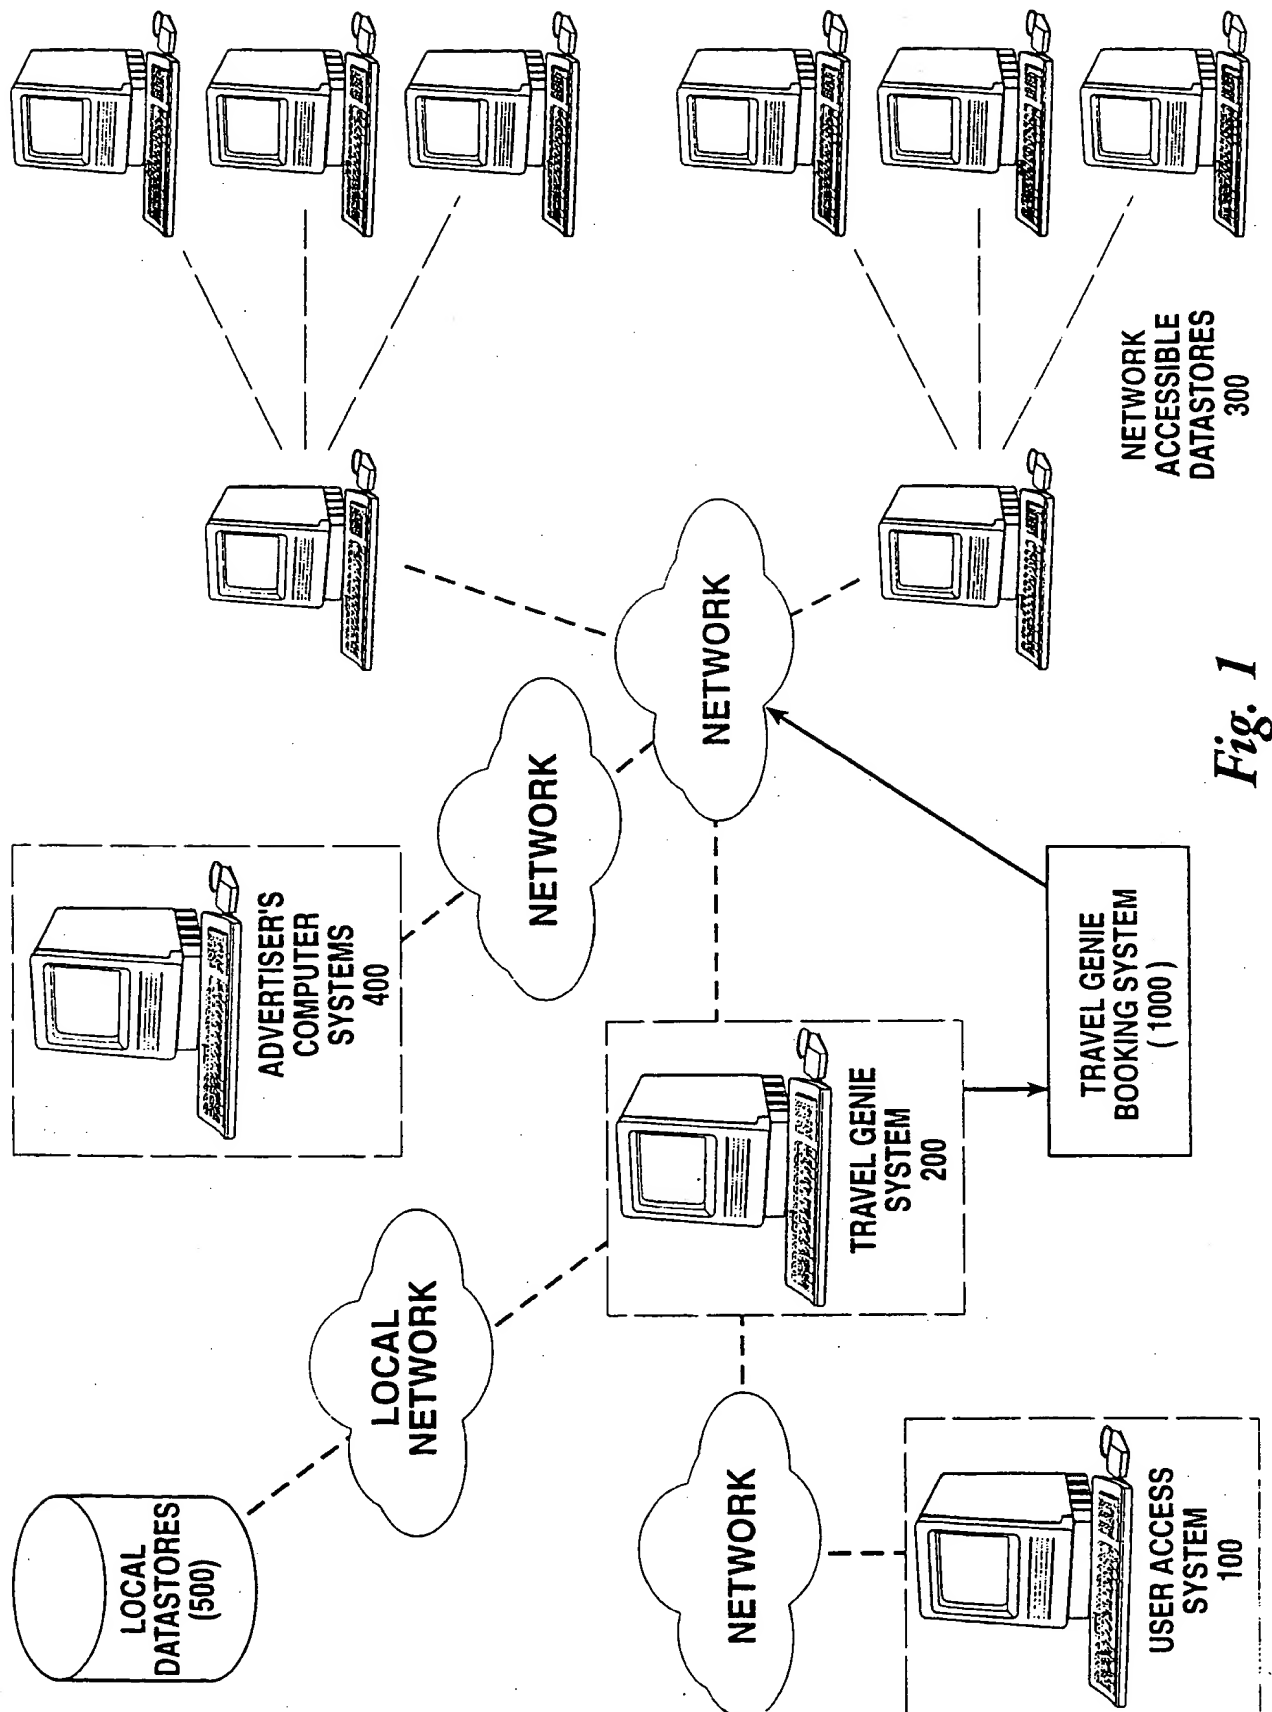 LOCAL
DATASTORES
(500)
LOCAL
NETWORK
ADVERTISER'S
COMPUTER
SYSTEMS
400
NETWORK
NETWORK
NETWORK
TRAVEL GENIE
SYSTEM
200
USER ACCESS
SYSTEM
100
TRAVEL GENIE
BOOKING SYSTEM
( 1000 )
NETWORK
ACCESSIBLE
DATASTORES
300
Fig. 1